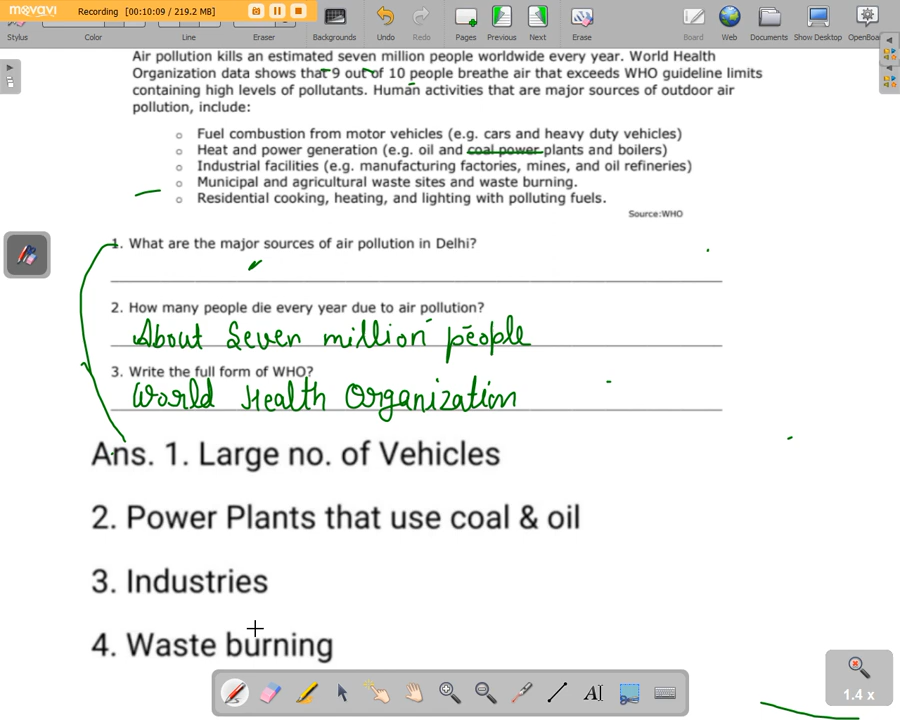 movavi Recording 00:10:09 / 219.2 MB
Stylus Color Line Eraser Backgrounds Undo Redo Pages Previous Next Erase Board Web Documents Show Desktop OpenBoa
Air pollution kills an estimated seven million people worldwide every year. World Health
Organization data shows that 9 out of 10 people breathe air that exceeds WHO guideline limits
containing high levels of pollutants. Human activities that are major sources of outdoor air
pollution, include:
o Fuel combustion from motor vehicles (e.g. cars and heavy duty vehicles)
o Heat and power generation (e.g. oil and coal power plants and boilers)
o Industrial facilities (e.g. manufacturing factories, mines, and oil refineries)
o Municipal and agricultural waste sites and waste burning.
o Residential cooking, heating, and lighting with polluting fuels.
Source:WHO
1. What are the major sources of air pollution in Delhi?
2. How many people die every year due to air pollution?
About Seven million people
3. Write the full form of WHO?
World Health Organization
Ans. 1. Large no. of Vehicles
2. Power Plants that use coal & oil
3. Industries
4. Waste burning
1.4 x